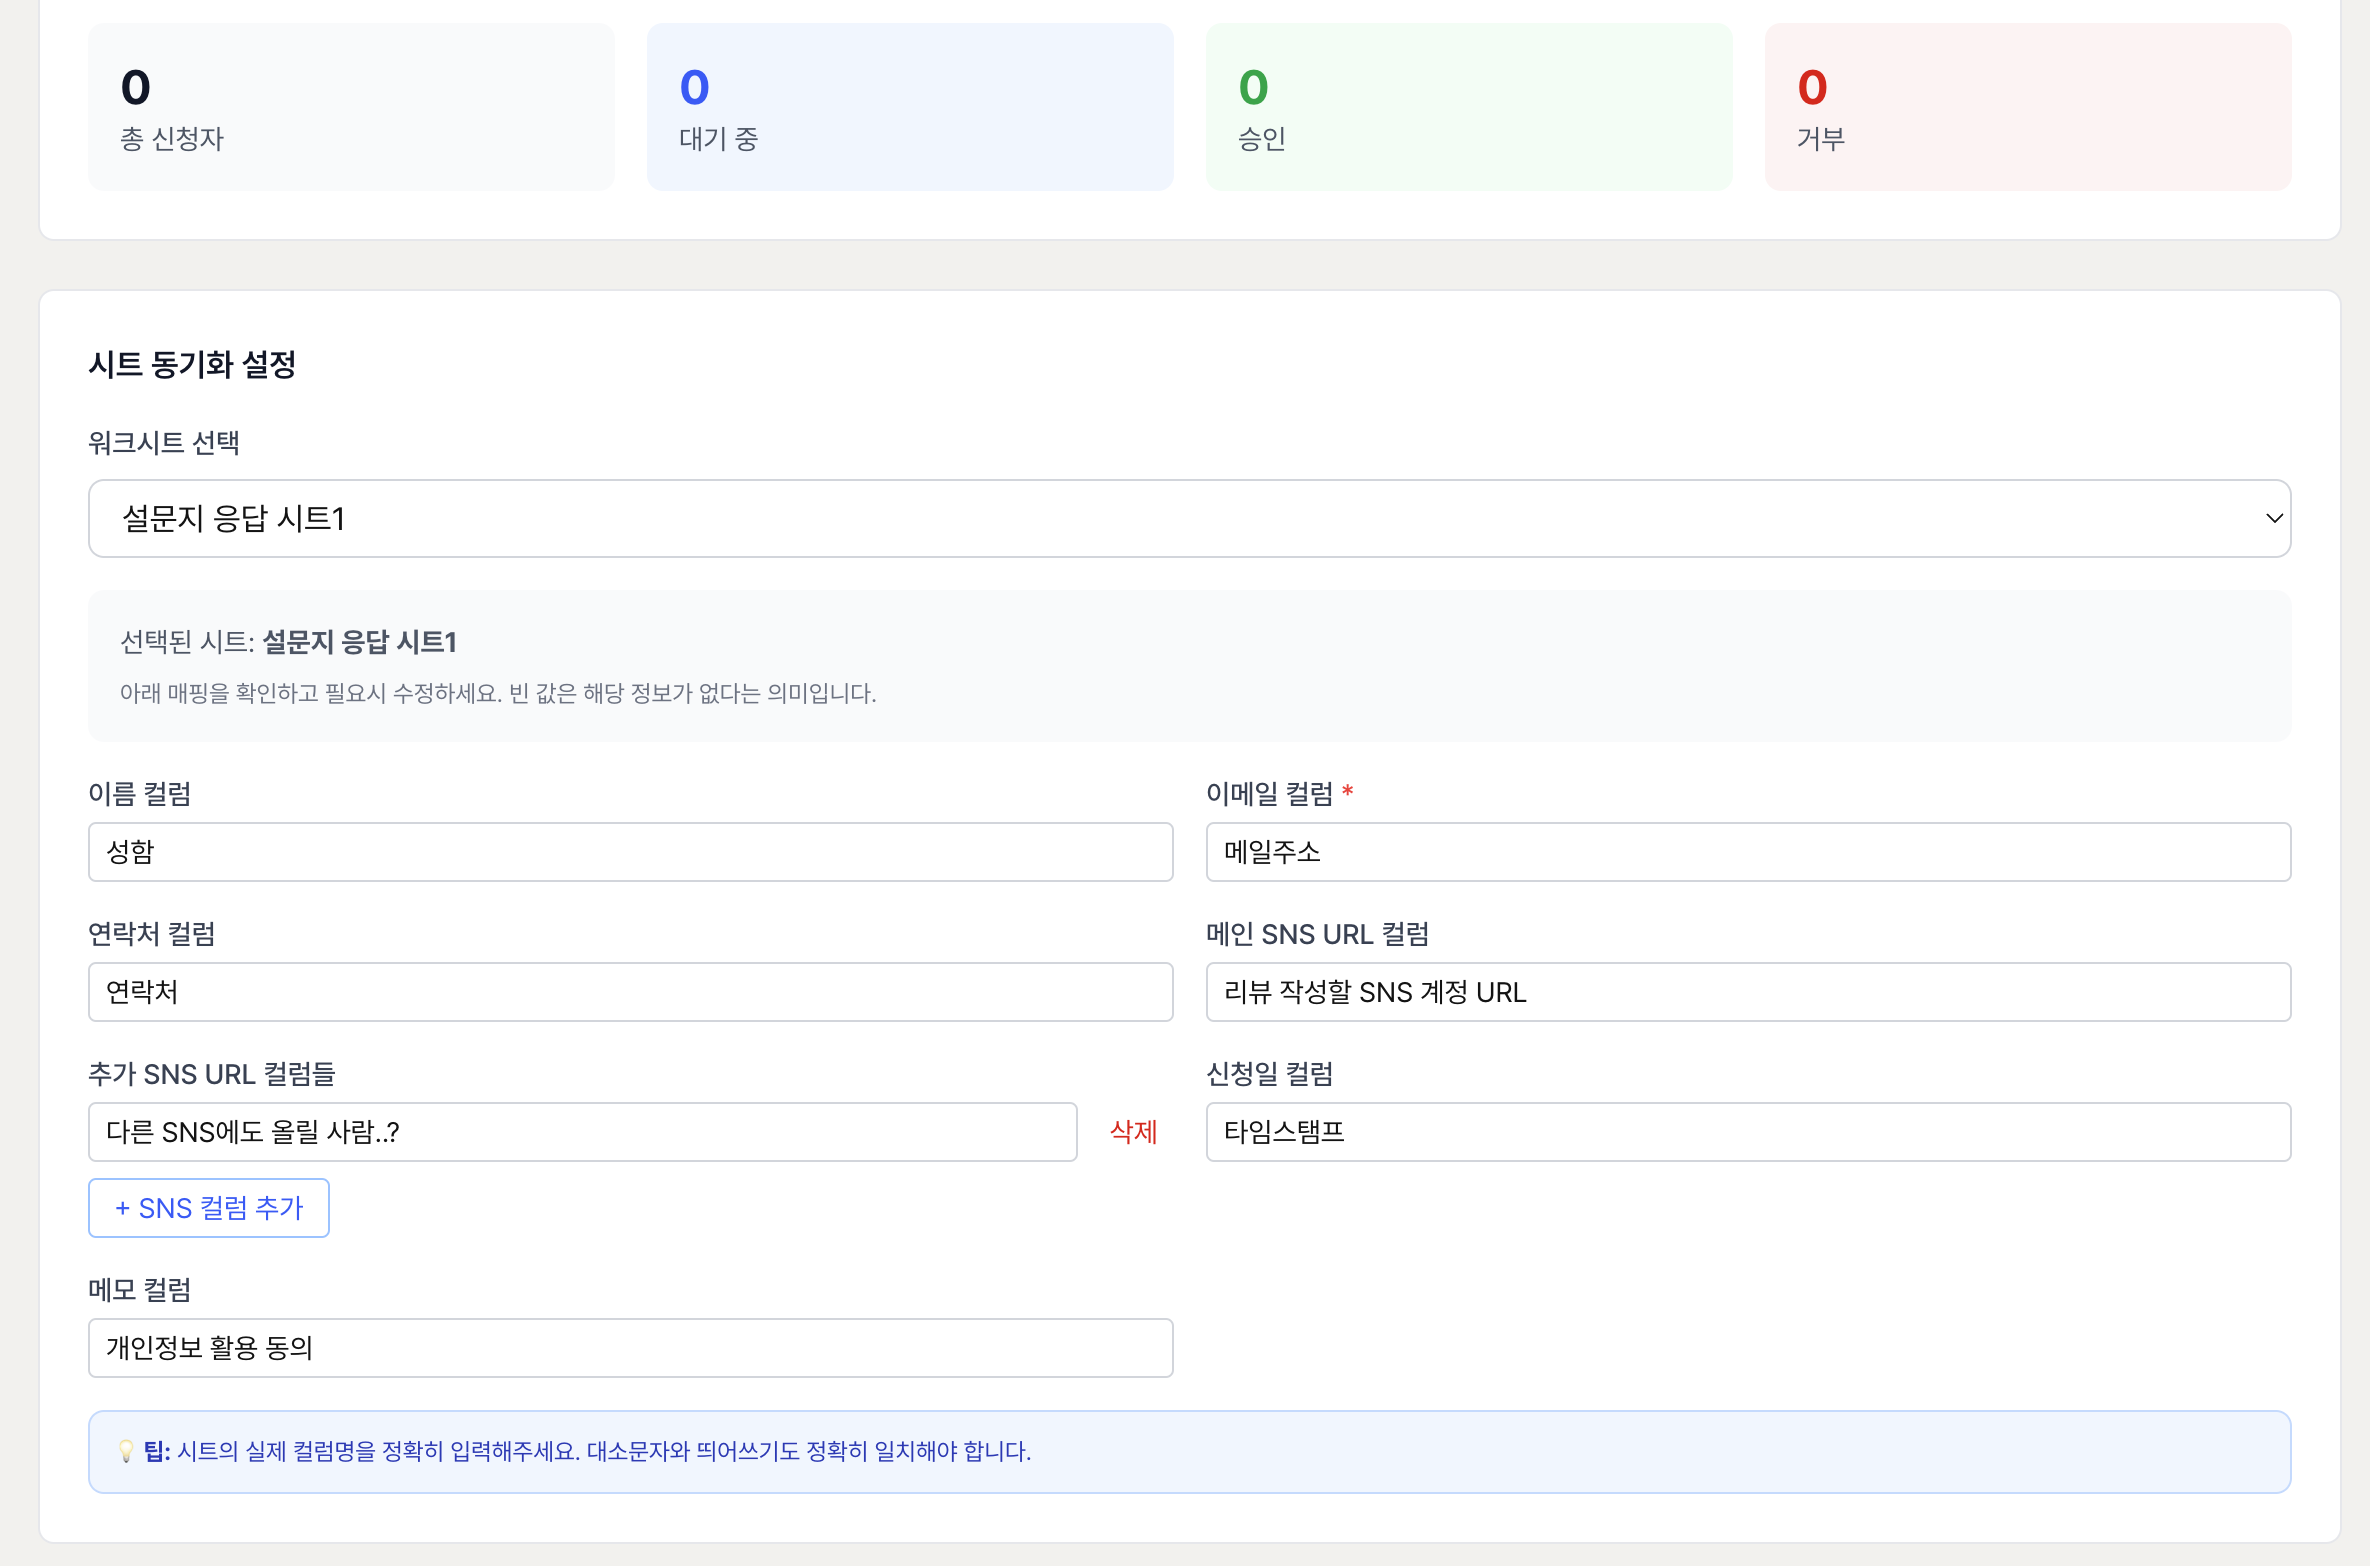 0
총 신청자
0
대기 중
0
승인
0
거부
시트 동기화 설정
워크시트 선택
설문지 응답 시트1
선택된 시트: 설문지 응답 시트1
아래 매핑을 확인하고 필요시 수정하세요. 빈 값은 해당 정보가 없다는 의미입니다.
이름 컬럼
성함
이메일 컬럼 *
메일주소
연락처 컬럼
연락처
메인 SNS URL 컬럼
리뷰 작성할 SNS 계정 URL
추가 SNS URL 컬럼들
다른 SNS에도 올릴 사람..?
삭제
+ SNS 컬럼 추가
신청일 컬럼
타임스탬프
메모 컬럼
개인정보 활용 동의
💡 팁: 시트의 실제 컬럼명을 정확히 입력해주세요. 대소문자와 띄어쓰기도 정확히 일치해야 합니다.